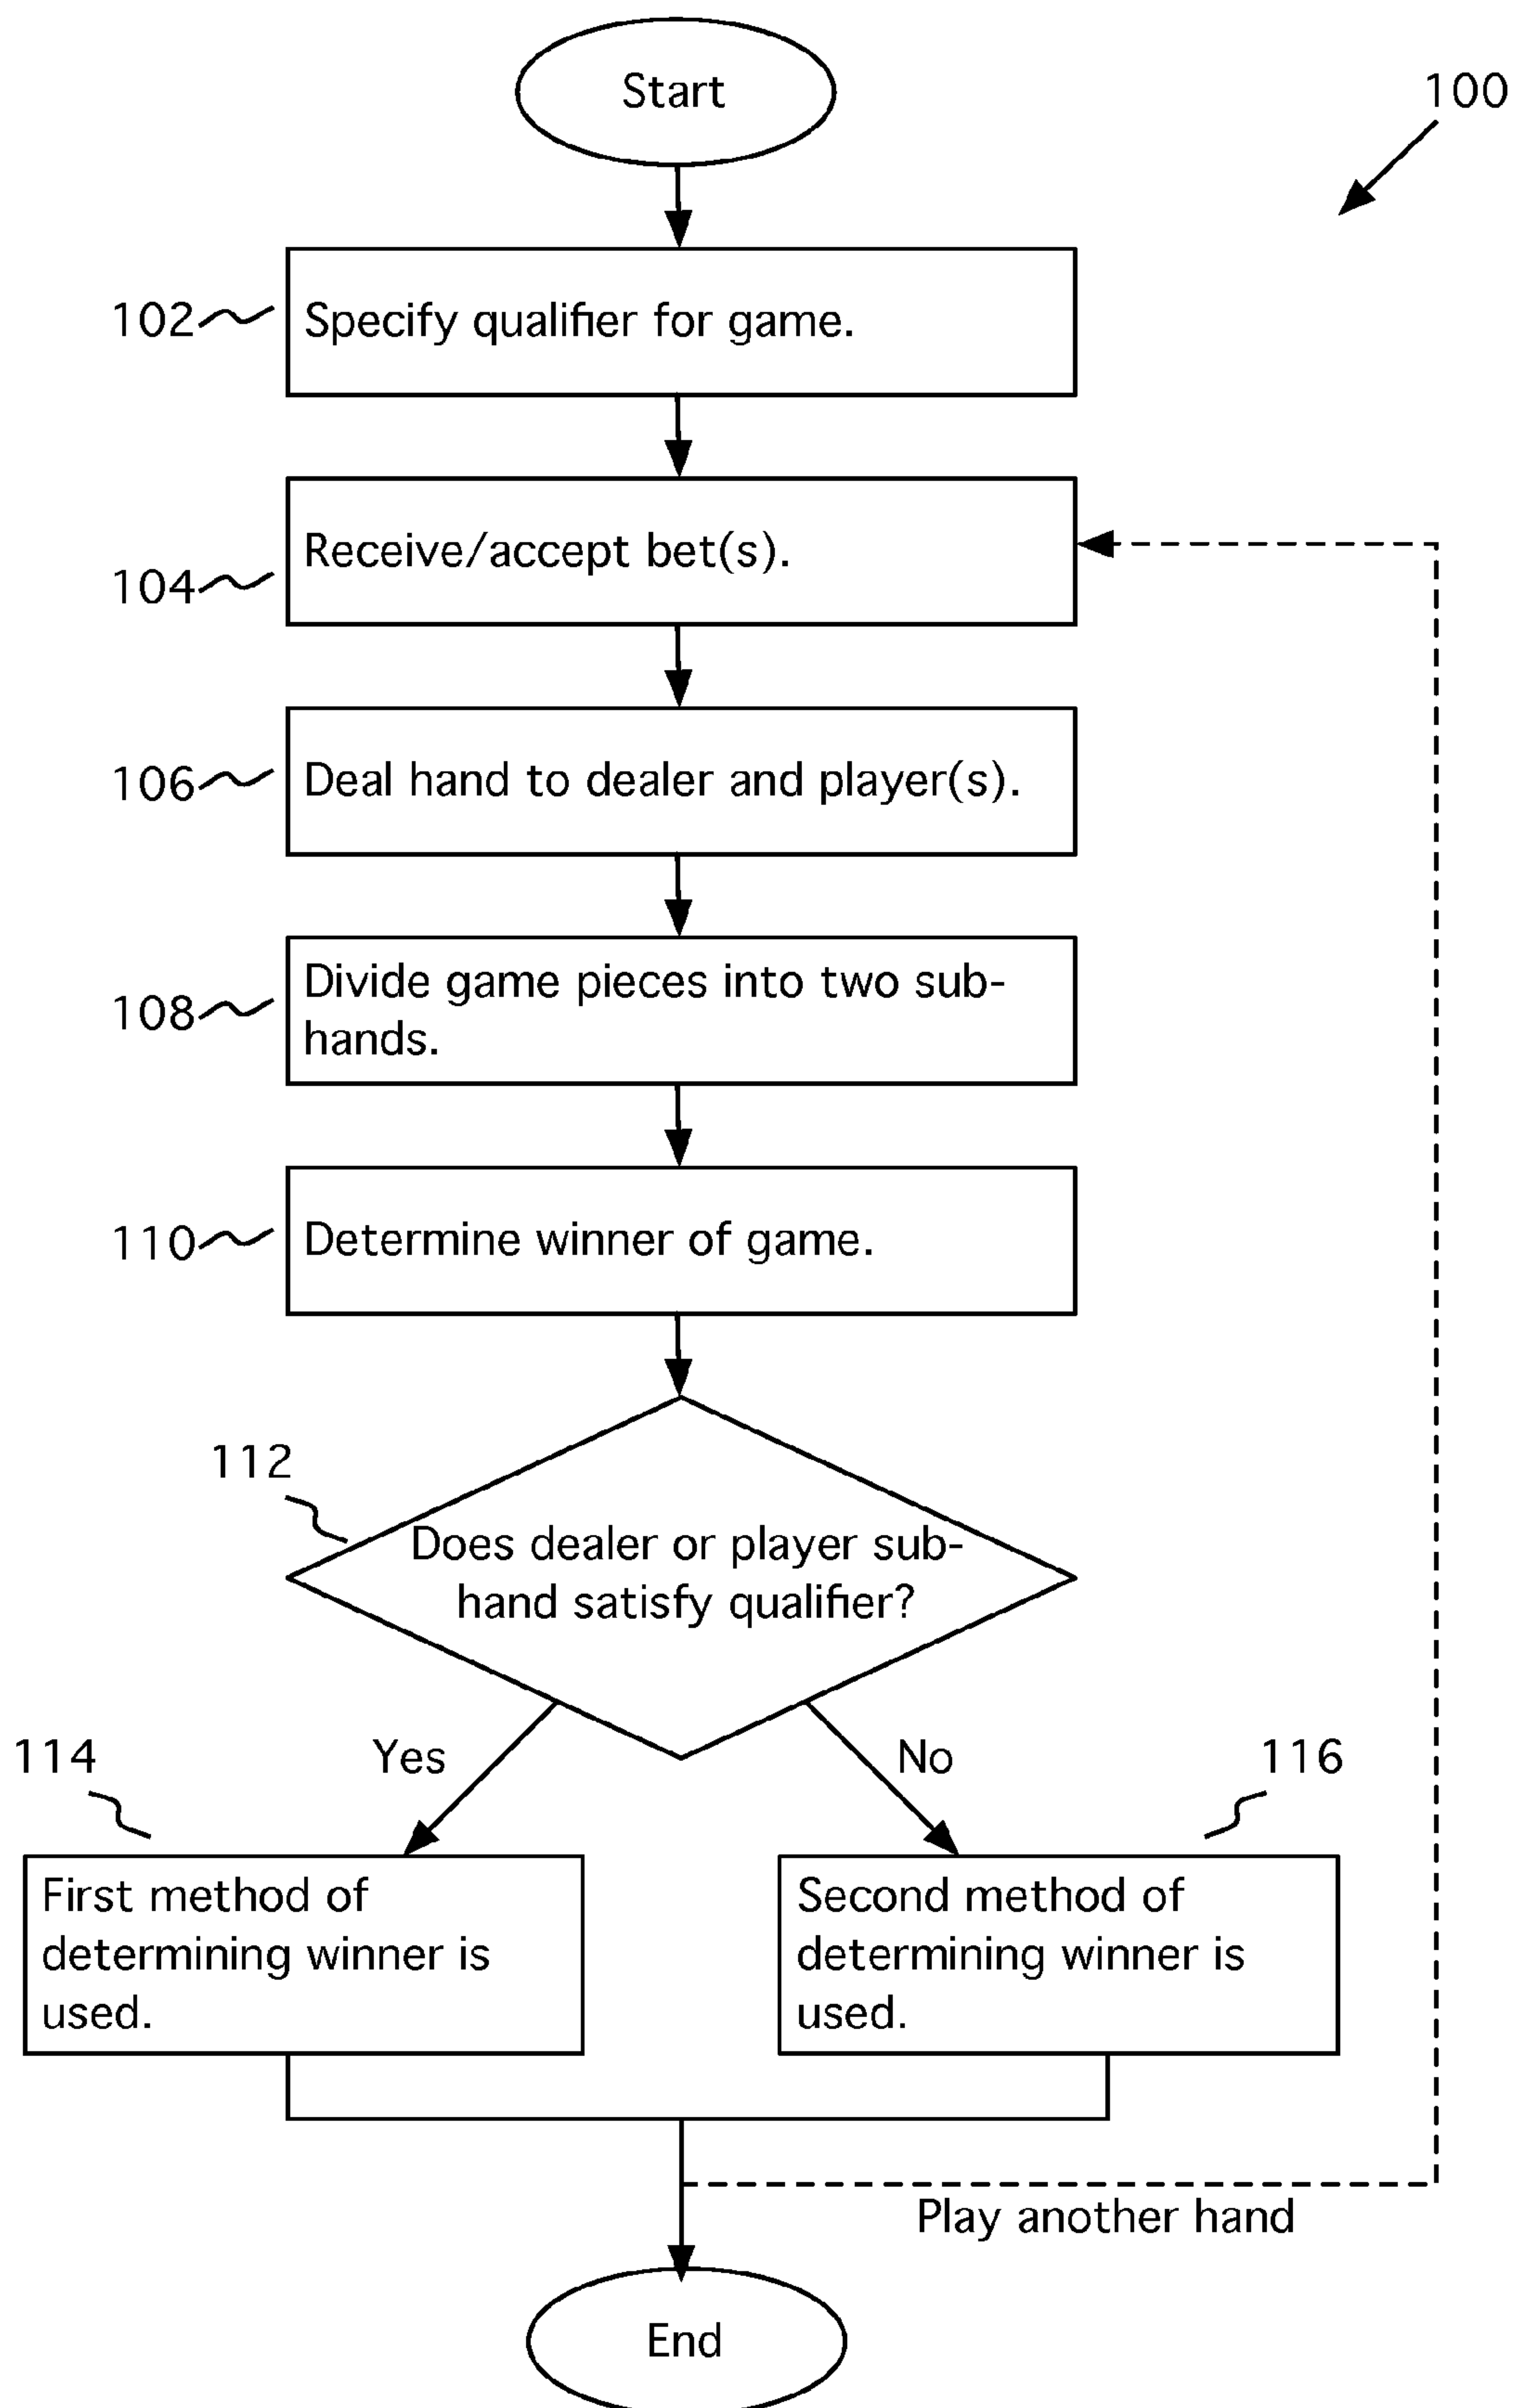 Start
100
102
Specify qualifier for game.
Receive/accept bet(s).
104
106
Deal hand to dealer and player(s).
108
Divide game pieces into two sub-
hands.
110
Determine winner of game.
112
Does dealer or player sub-
hand satisfy qualifier?
114
Yes
No
116
First method of
determining winner is
used.
Second method of
determining winner is
used.
Play another hand
End